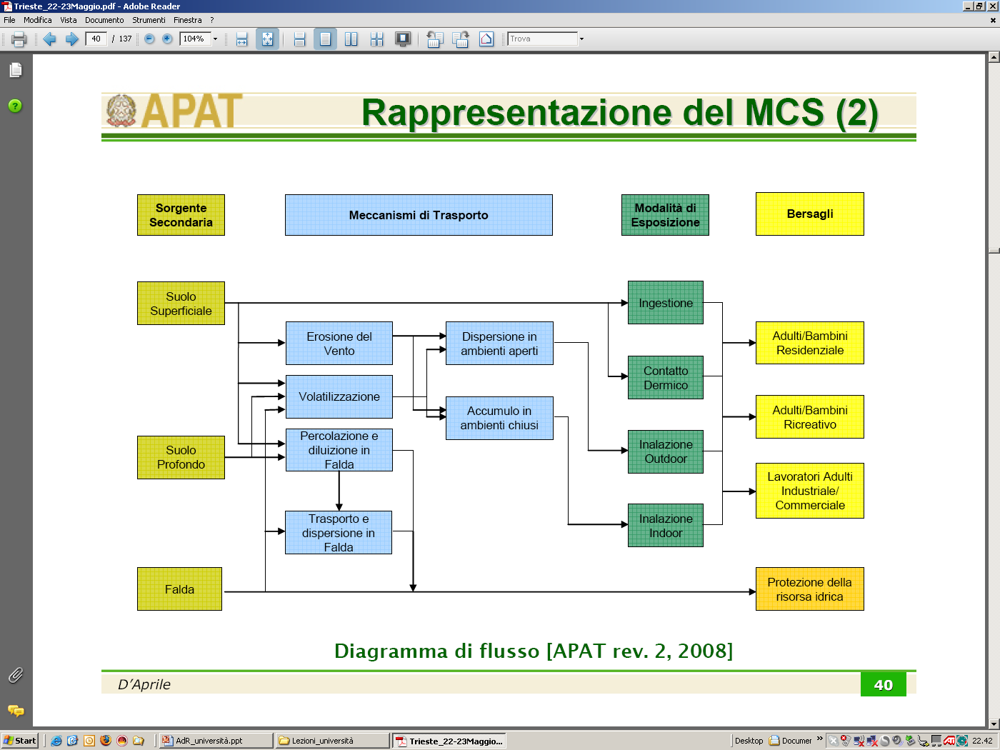 Trieste_22-23Maggio.pdf - Adobe Reader
File Modifica Vista Documento Strumenti Finestra ?
40 / 137 104% Trova
APAT
Rappresentazione del MCS (2)
Sorgente
Secondaria
Meccanismi di Trasporto
Modalità di
Esposizione
Bersagli
Suolo
Superficiale
Ingestione
Erosione del
Vento
Dispersione in
ambienti aperti
Adulti/Bambini
Residenziale
Contatto
Dermico
Volatilizzazione
Accumulo in
ambienti chiusi
Adulti/Bambini
Ricreativo
Suolo
Profondo
Percolazione e
diluizione in
Falda
Inalazione
Outdoor
Lavoratori Adulti
Industriale/
Commerciale
Trasporto e
dispersione in
Falda
Inalazione
Indoor
Falda
Protezione della
risorsa idrica
Diagramma di flusso [APAT rev. 2, 2008]
D'Aprile
40
Start AdR_università.ppt Lezioni_università Trieste_22-23Maggio... Desktop Documer » 22.42